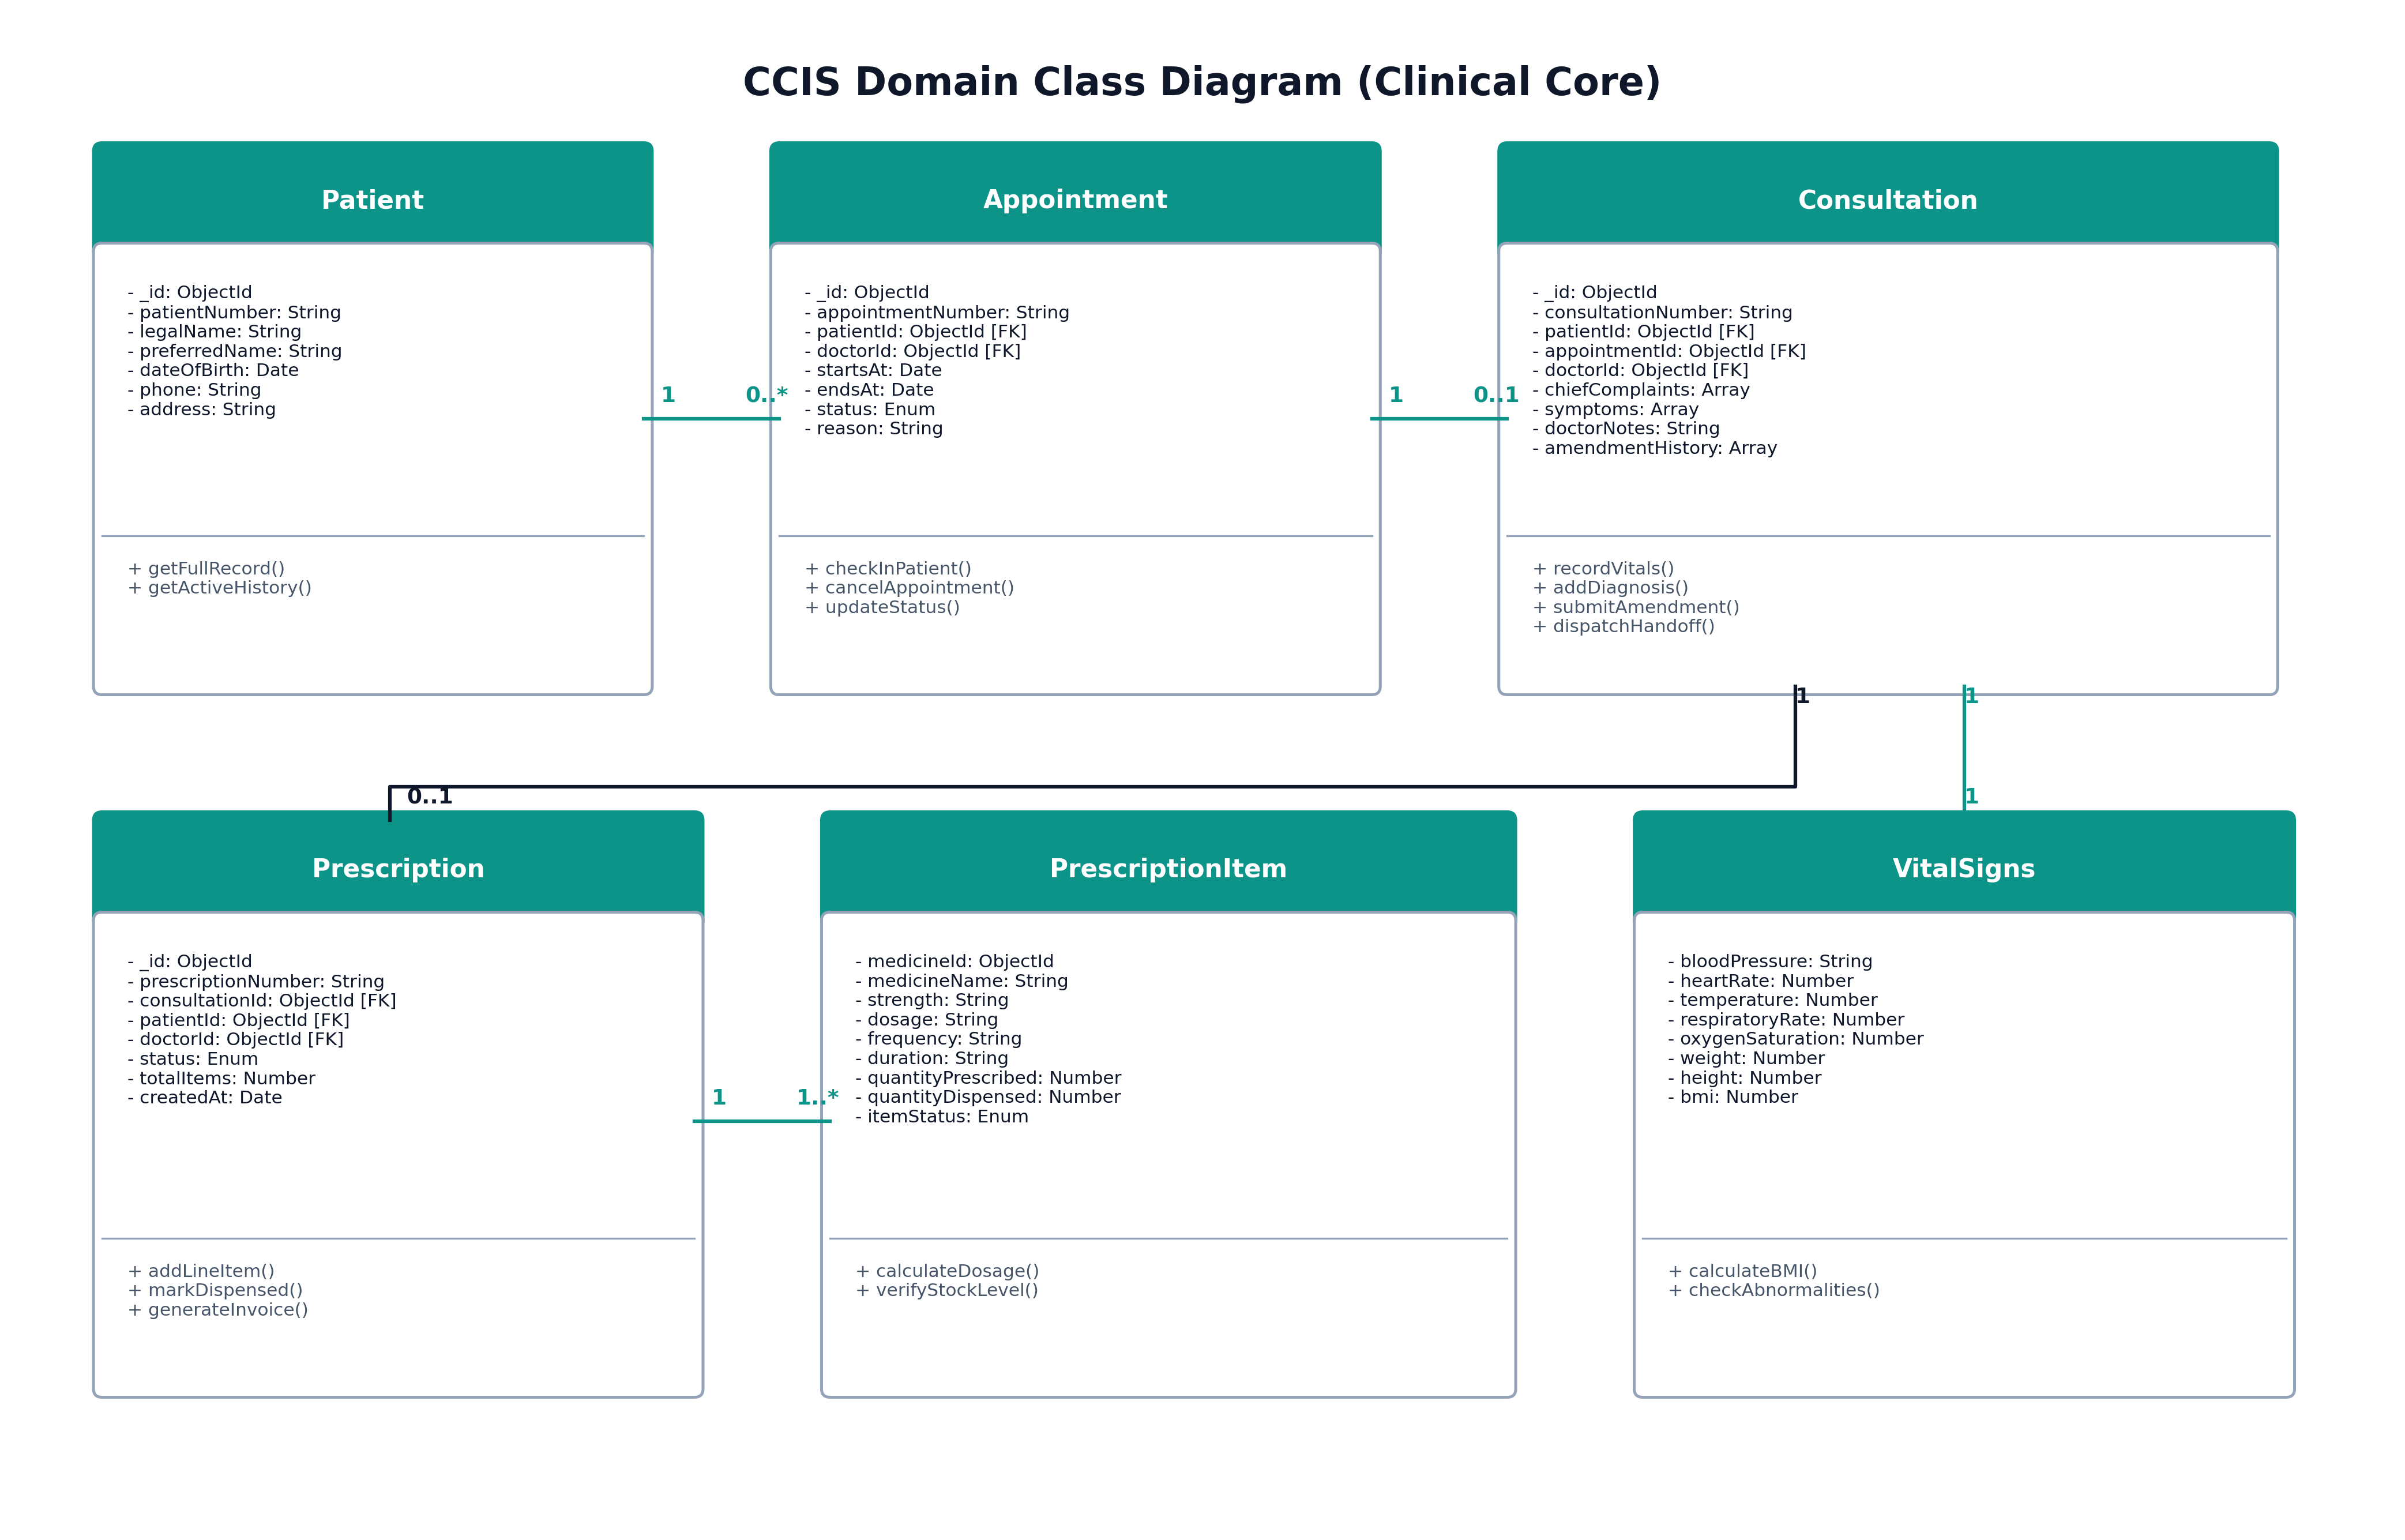 CCIS Domain Class Diagram (Clinical Core)
Patient
- _id: ObjectId
- patientNumber: String
- legalName: String
- preferredName: String
- dateOfBirth: Date
- phone: String
- address: String
+ getFullRecord()
+ getActiveHistory()
1
0..*
Appointment
- _id: ObjectId
- appointmentNumber: String
- patientId: ObjectId [FK]
- doctorId: ObjectId [FK]
- startsAt: Date
- endsAt: Date
- status: Enum
- reason: String
+ checkInPatient()
+ cancelAppointment()
+ updateStatus()
1
0..1
Consultation
- _id: ObjectId
- consultationNumber: String
- patientId: ObjectId [FK]
- appointmentId: ObjectId [FK]
- doctorId: ObjectId [FK]
- chiefComplaints: Array
- symptoms: Array
- doctorNotes: String
- amendmentHistory: Array
+ recordVitals()
+ addDiagnosis()
+ submitAmendment()
+ dispatchHandoff()
1
1
0..1
1
Prescription
- _id: ObjectId
- prescriptionNumber: String
- consultationId: ObjectId [FK]
- patientId: ObjectId [FK]
- doctorId: ObjectId [FK]
- status: Enum
- totalItems: Number
- createdAt: Date
+ addLineItem()
+ markDispensed()
+ generateInvoice()
1
1..*
PrescriptionItem
- medicineId: ObjectId
- medicineName: String
- strength: String
- dosage: String
- frequency: String
- duration: String
- quantityPrescribed: Number
- quantityDispensed: Number
- itemStatus: Enum
+ calculateDosage()
+ verifyStockLevel()
VitalSigns
- bloodPressure: String
- heartRate: Number
- temperature: Number
- respiratoryRate: Number
- oxygenSaturation: Number
- weight: Number
- height: Number
- bmi: Number
+ calculateBMI()
+ checkAbnormalities()